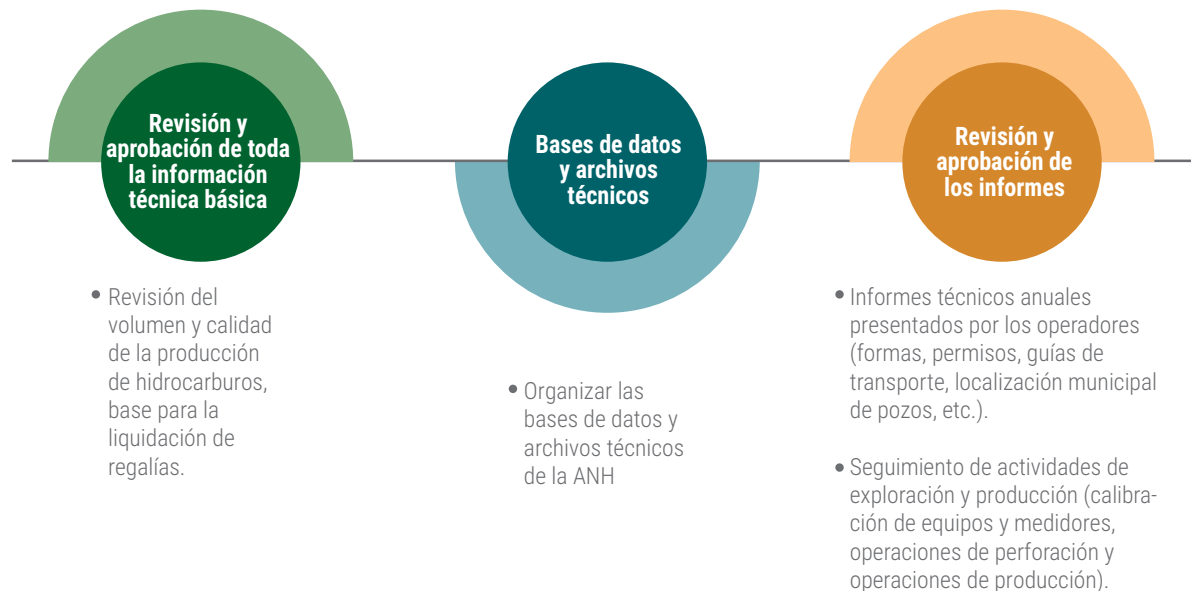 Revisión y
aprobación de toda
la información
técnica básica
• Revisión del
volumen y calidad
de la producción
de hidrocarburos,
base para la
liquidación de
regalías.
Bases de datos
y archivos
técnicos
• Organizar las
bases de datos y
archivos técnicos
de la ANH
Revisión y
aprobación de
los informes
• Informes técnicos anuales
presentados por los operadores
(formas, permisos, guías de
transporte, localización municipal
de pozos, etc.).
• Seguimiento de actividades de
exploración y producción (calibra-
ción de equipos y medidores,
operaciones de perforación y
operaciones de producción).